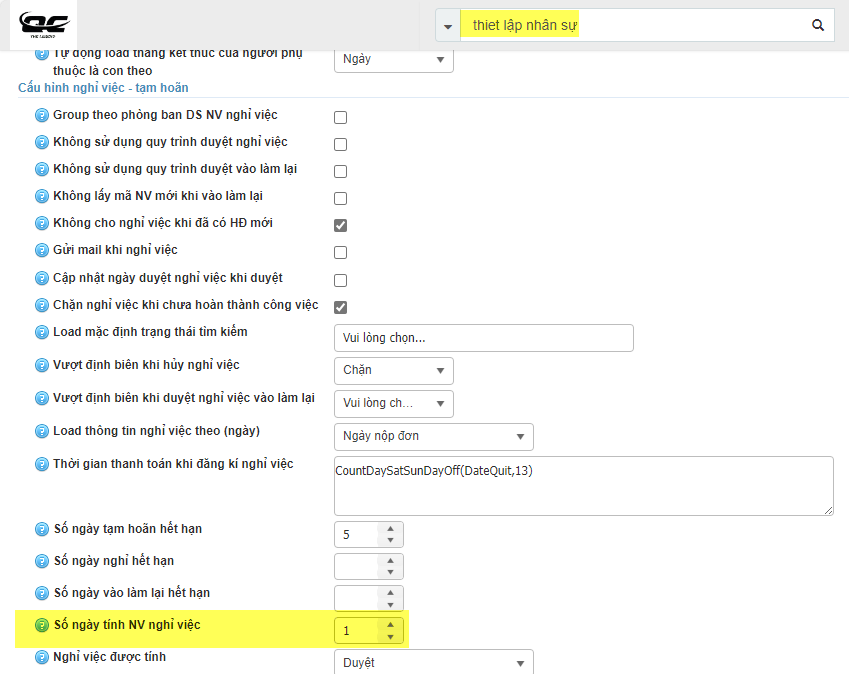 QC
thiet lập nhân sự
Tự động load tháng kết thúc của người phụ
thuộc là con theo
Ngày
Cấu hình nghỉ việc - tạm hoãn
Group theo phòng ban DS NV nghỉ việc
Không sử dụng quy trình duyệt nghỉ việc
Không sử dụng quy trình duyệt vào làm lại
Không lấy mã NV mới khi vào làm lại
Không cho nghỉ việc khi đã có HĐ mới
Gửi mail khi nghỉ việc
Cập nhật ngày duyệt nghỉ việc khi duyệt
Chặn nghỉ việc khi chưa hoàn thành công việc
Load mặc định trạng thái tìm kiếm
Vui lòng chọn...
Vượt định biên khi hủy nghỉ việc
Chặn
Vượt định biên khi duyệt nghỉ việc vào làm lại
Vui lòng ch...
Load thông tin nghỉ việc theo (ngày)
Ngày nộp đơn
Thời gian thanh toán khi đăng kí nghỉ việc
CountDaySatSunDayOff(DateQuit,13)
Số ngày tạm hoãn hết hạn
5
Số ngày nghỉ hết hạn
Số ngày vào làm lại hết hạn
Số ngày tính NV nghỉ việc
1
Nghỉ việc được tính
Duyệt